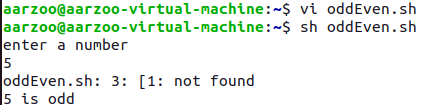 aarzoo@aarzoo-virtual-machine:~$ vi oddEven.sh
aarzoo@aarzoo-virtual-machine:~$ sh oddEven.sh
enter a number
5
oddEven.sh: 3: [1: not found
5 is odd